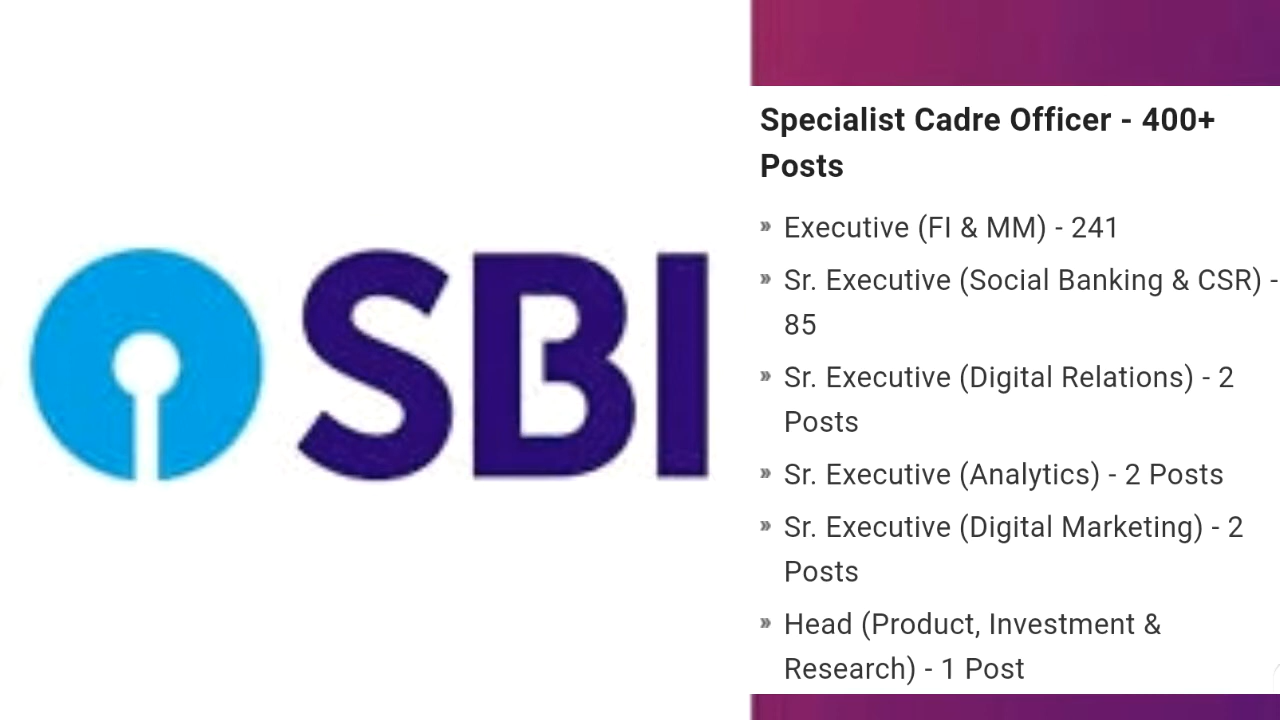 SBI
Specialist Cadre Officer - 400+
Posts
» Executive (FI & MM) - 241
» Sr. Executive (Social Banking & CSR) -
85
» Sr. Executive (Digital Relations) - 2
Posts
» Sr. Executive (Analytics) - 2 Posts
» Sr. Executive (Digital Marketing) - 2
Posts
» Head (Product, Investment &
Research) - 1 Post